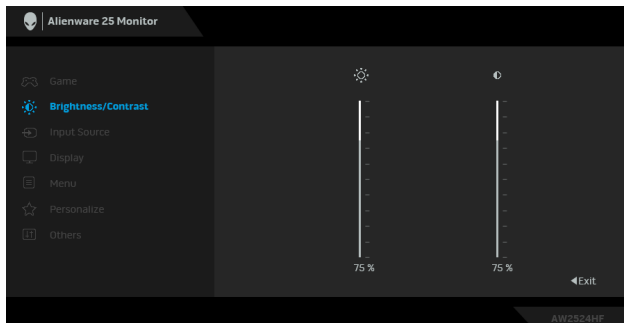 Alienware 25 Monitor
Game
Brightness/Contrast
Input Source
Display
Menu
Personalize
Others
75 %
75 %
Exit
AW2524HF